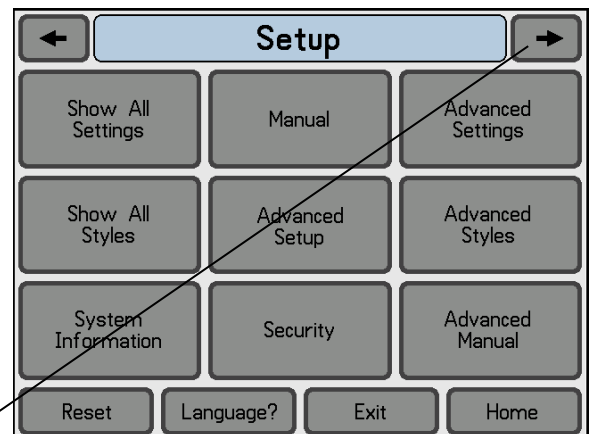 Setup
Show All
Settings
Manual
Advanced
Settings
Show All
Styles
Advanced
Setup
Advanced
Styles
System
Information
Security
Advanced
Manual
Reset
Language?
Exit
Home